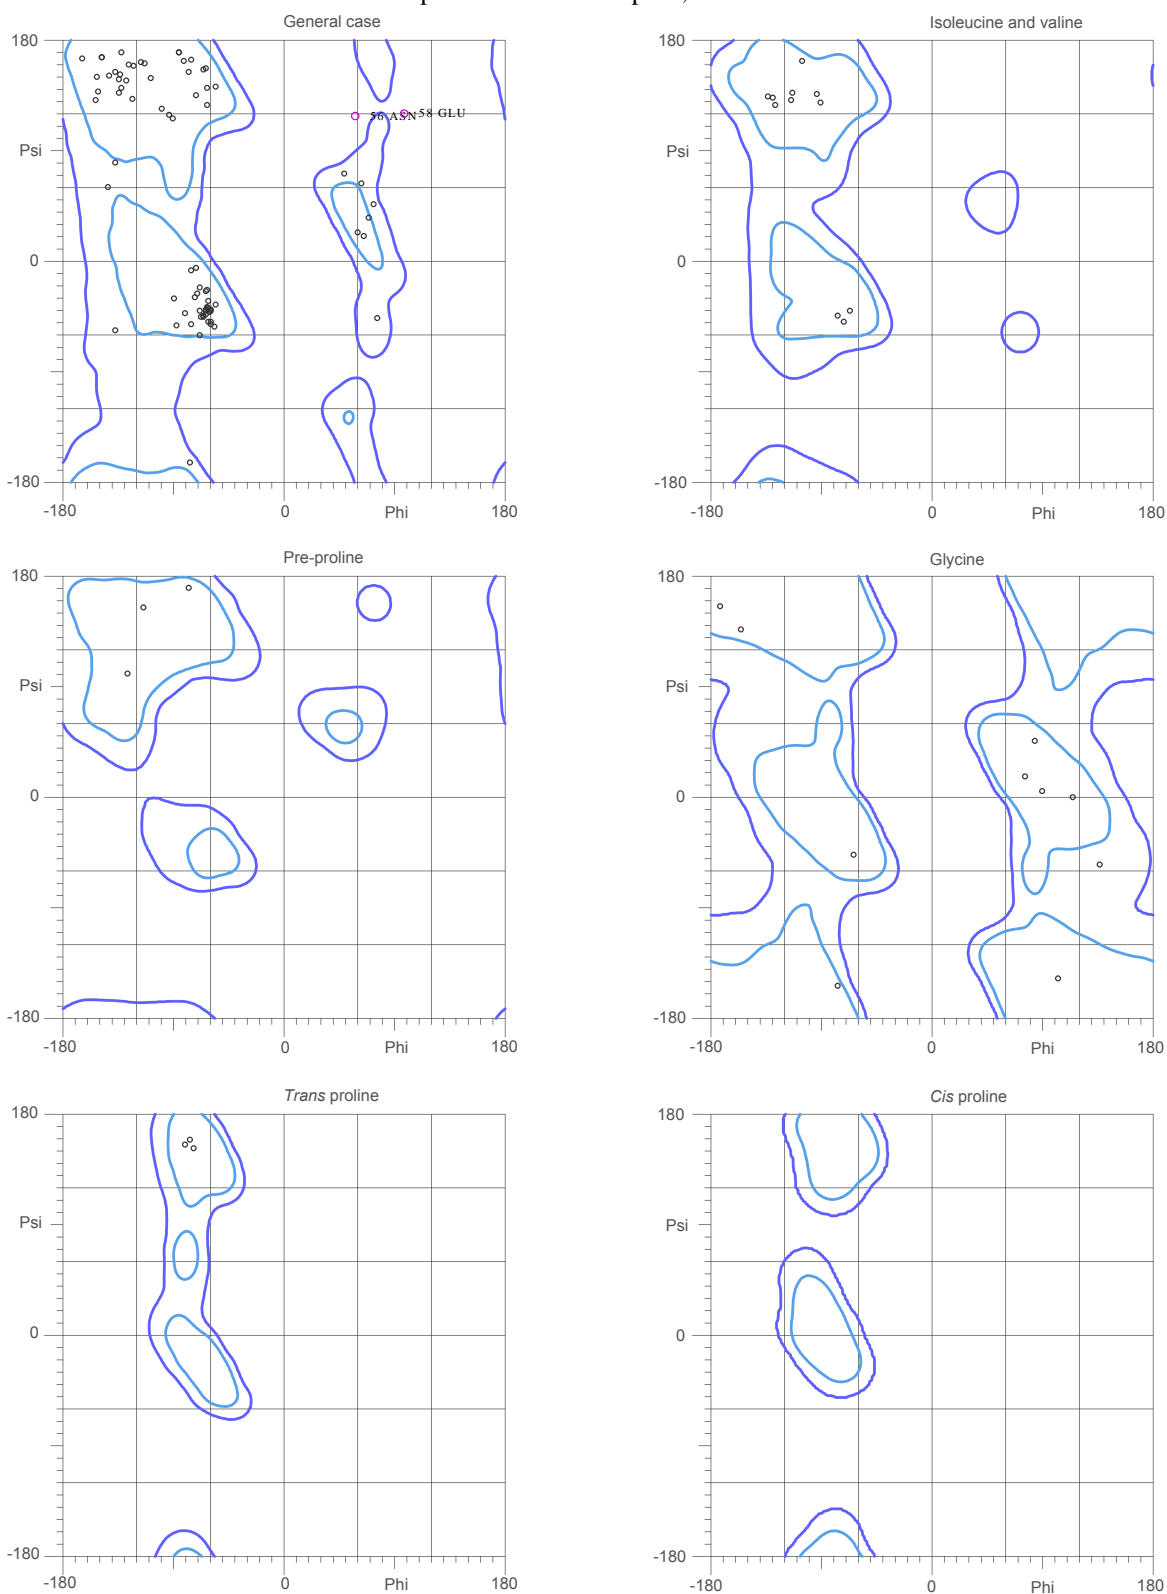 General case
Isoleucine and valine
180
180
56 ASN
58 GLU
Psi
Psi
0
0
-180
-180
-180
0
Phi
180
-180
0
Phi
180
Pre-proline
Glycine
180
180
Psi
Psi
0
0
-180
-180
-180
0
Phi
180
-180
0
Phi
180
Trans proline
Cis proline
180
180
Psi
Psi
0
0
-180
-180
-180
0
Phi
180
-180
0
Phi
180